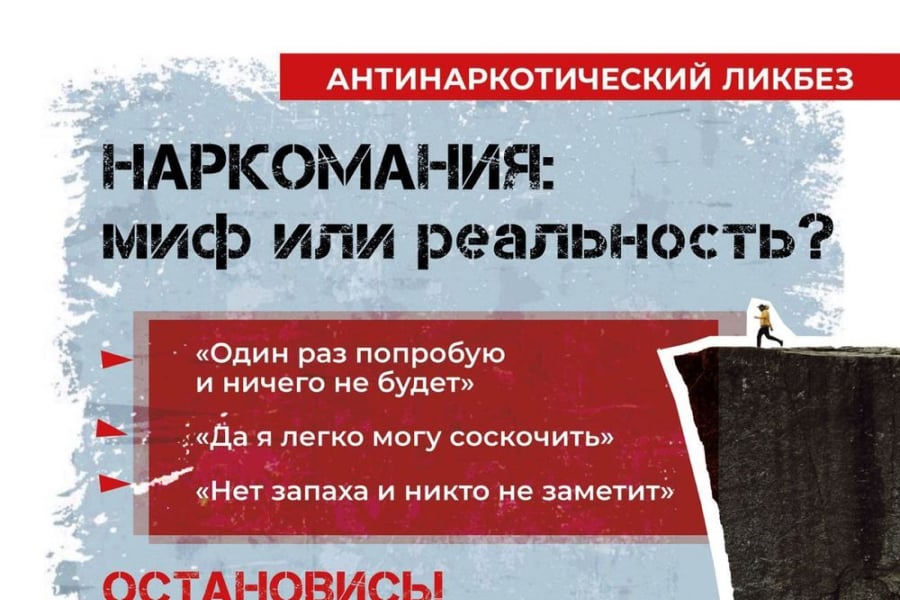 АНТИНАРКОТИЧЕСКИЙ ЛИКБЕЗ
НАРКОМАНИЯ:
миф или реальность?
«Один раз попробую
и ничего не будет»
«Да я легко могу соскочить»
«Нет запаха и никто не заметит»
ОСТАНОВИСЬ!